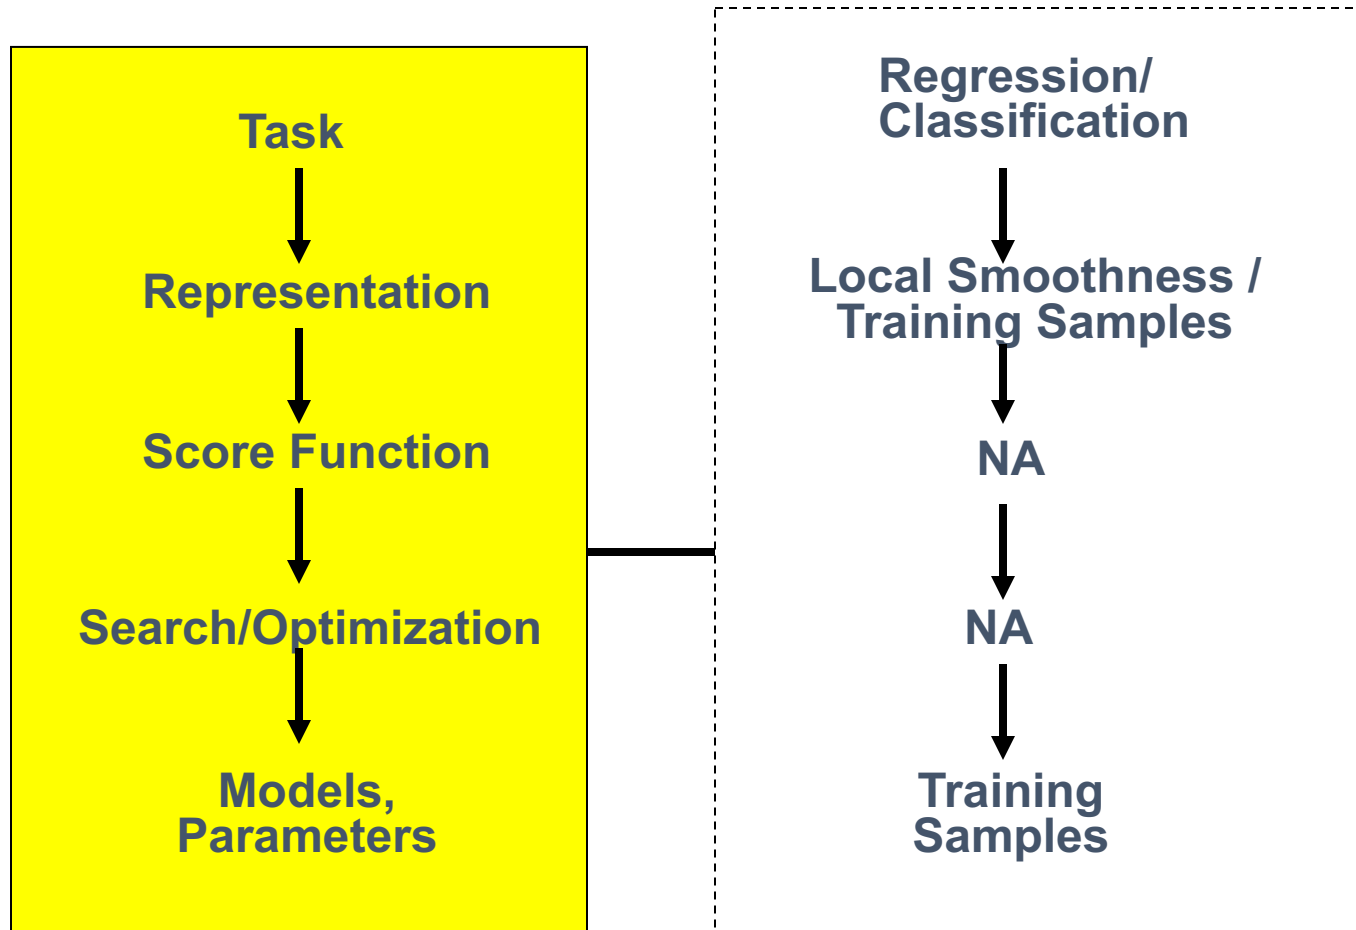 Task
Representation
Score Function
Search/Optimization
Models,
Parameters
Regression/
Classification
Local Smoothness /
Training Samples
NA
NA
Training
Samples